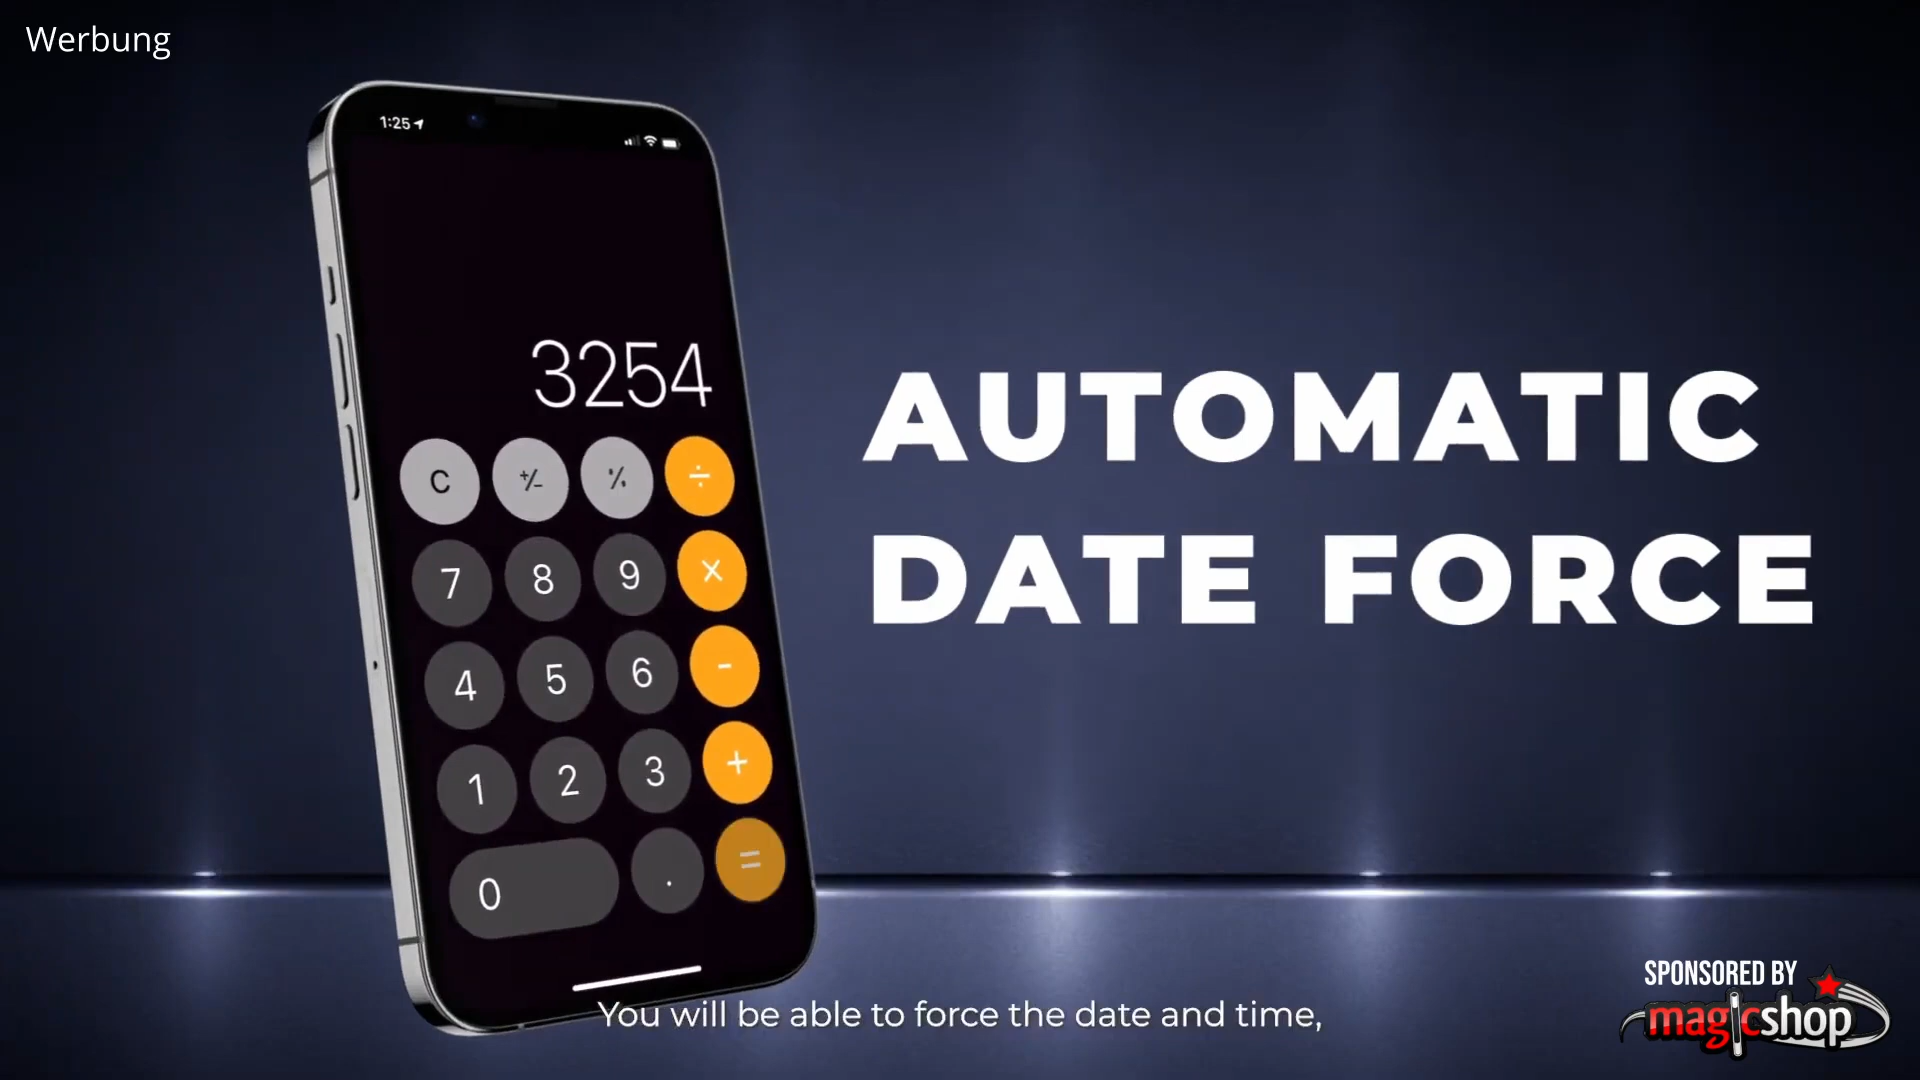 Werbung
1:25
3254
C +/- % ÷
7 8 9 ×
4 5 6 -
1 2 3 +
0 . =
AUTOMATIC
DATE FORCE
You will be able to force the date and time,
SPONSORED BY
magicshop